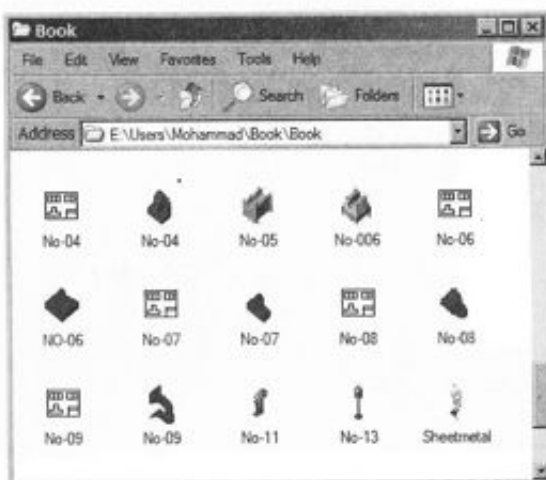 Book
File Edit View Favorites Tools Help
Back Search Folders
Address E:\Users\Mohammad\Book\Book Go
No-04 No-04 No-05 No-006 No-06
NO-06 No-07 No-07 No-08 No-08
No-09 No-09 No-11 No-13 Sheetmetal